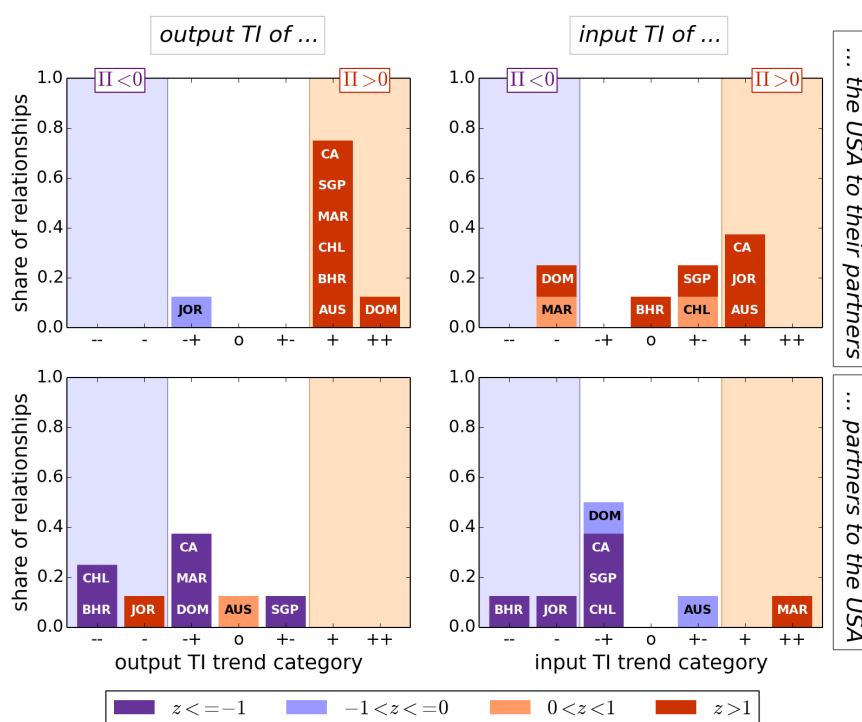 output TI of ...
input TI of ...
... the USA to their partners
share of relationships
1.0
0.8
0.6
0.4
0.2
0.0
Π<0
Π>0
CA
SGP
MAR
CHL
BHR
JOR
AUS
DOM
-- - -+ o +- + ++
1.0
0.8
0.6
0.4
0.2
0.0
Π<0
Π>0
DOM
MAR
BHR
SGP
CHL
CA
JOR
AUS
-- - -+ o +- + ++
... partners to the USA
share of relationships
1.0
0.8
0.6
0.4
0.2
0.0
CHL
BHR
JOR
CA
MAR
DOM
AUS
SGP
-- - -+ o +- + ++
output TI trend category
1.0
0.8
0.6
0.4
0.2
0.0
BHR
JOR
DOM
CA
SGP
CHL
AUS
MAR
-- - -+ o +- + ++
input TI trend category
z<=−1
−1<z<=0
0<z<1
z>1